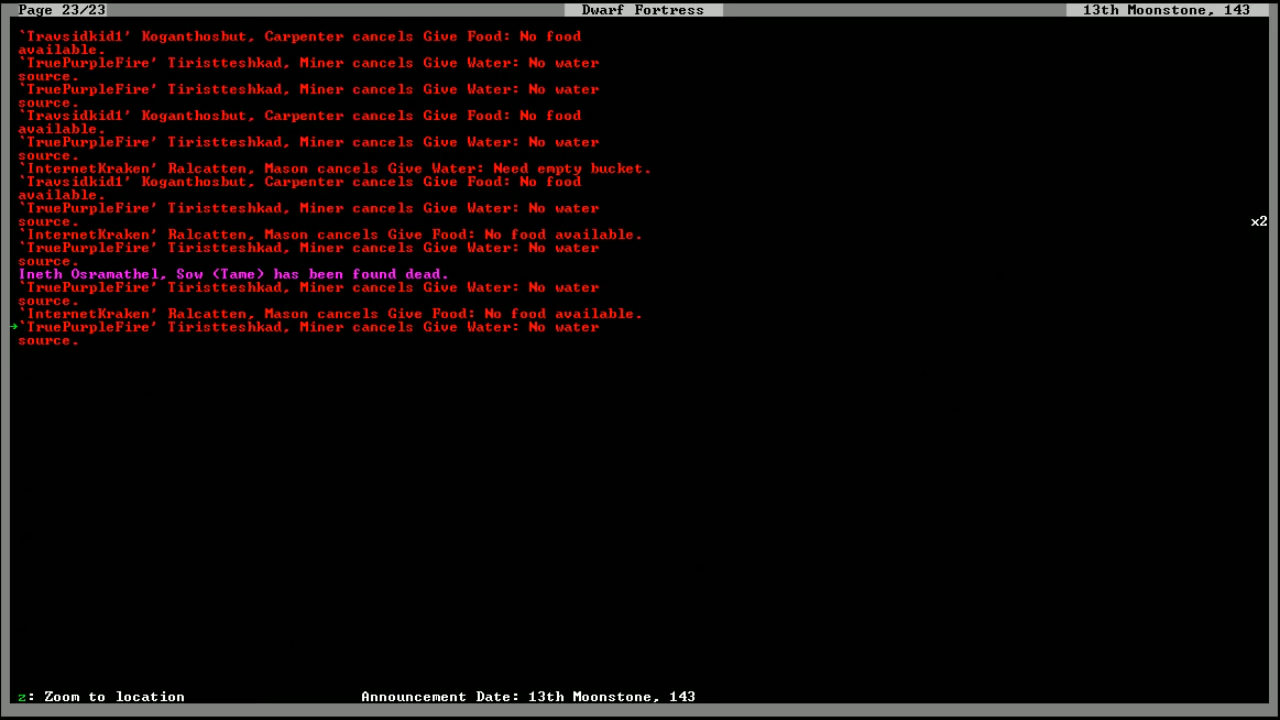 Page 23/23 Dwarf Fortress 13th Moonstone, 143
`Travsidkid1' Koganthosbut, Carpenter cancels Give Food: No food
available.
`TruePurpleFire' Tiristteshkad, Miner cancels Give Water: No water
source.
`TruePurpleFire' Tiristteshkad, Miner cancels Give Water: No water
source.
`Travsidkid1' Koganthosbut, Carpenter cancels Give Food: No food
available.
`TruePurpleFire' Tiristteshkad, Miner cancels Give Water: No water
source.
`InternetKraken' Ralcatten, Mason cancels Give Water: Need empty bucket.
`Travsidkid1' Koganthosbut, Carpenter cancels Give Food: No food
available.
`TruePurpleFire' Tiristteshkad, Miner cancels Give Water: No water
source. x2
`InternetKraken' Ralcatten, Mason cancels Give Food: No food available.
`TruePurpleFire' Tiristteshkad, Miner cancels Give Water: No water
source.
Ineth Osramathel, Sow (Tame) has been found dead.
`TruePurpleFire' Tiristteshkad, Miner cancels Give Water: No water
source.
`InternetKraken' Ralcatten, Mason cancels Give Food: No food available.
→`TruePurpleFire' Tiristteshkad, Miner cancels Give Water: No water
source.
z: Zoom to location Announcement Date: 13th Moonstone, 143